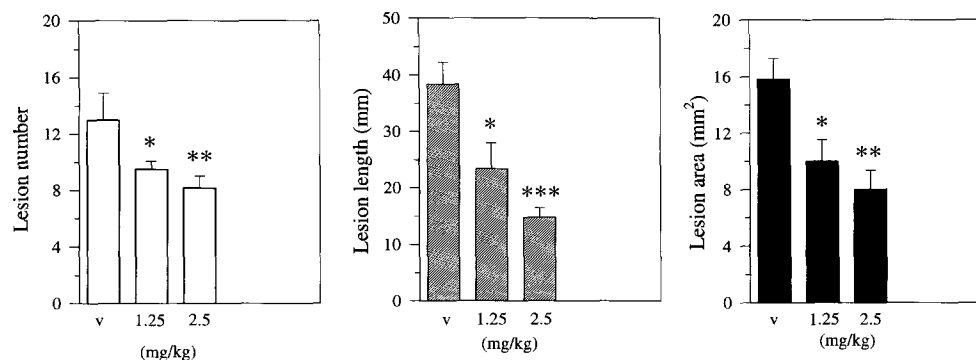 Lesion number
20
16
12
8
4
0
*
**
v 1.25 2.5
(mg/kg)
Lesion length (mm)
50
40
30
20
10
0
*
***
v 1.25 2.5
(mg/kg)
Lesion area (mm²)
20
16
12
8
4
0
*
**
v 1.25 2.5
(mg/kg)